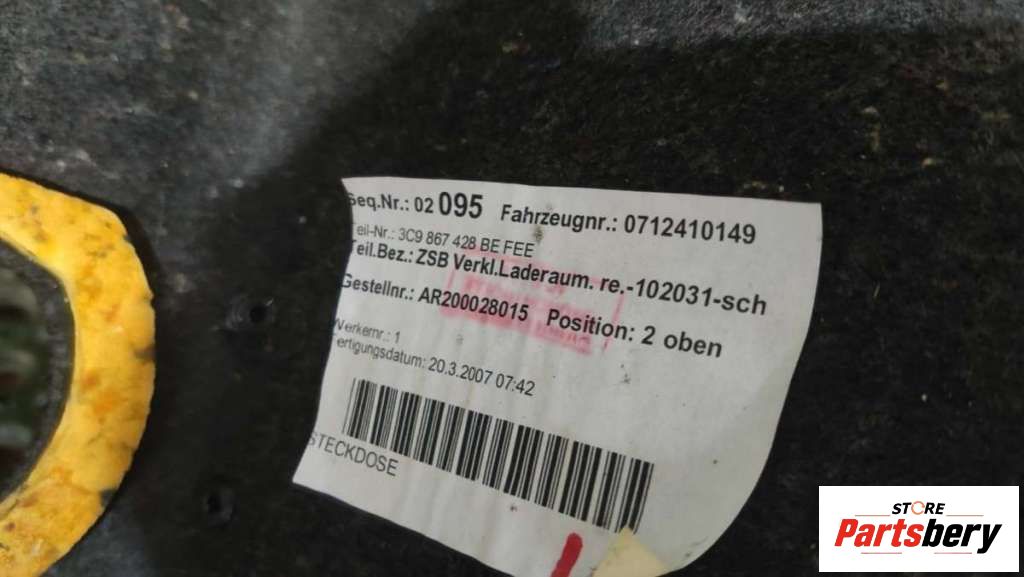 Seq.Nr.: 02 095 Fahrzeugnr.: 0712410149
Teil-Nr.: 3C9 867 428 BE FEE
Teil.Bez.: ZSB Verkl.Laderaum. re.-102031-sch
Gestellnr.: AR200028015 Position: 2 oben
Werkernr.: 1
Fertigungsdatum: 20.3.2007 07:42
STECKDOSE
STORE
Partsbery